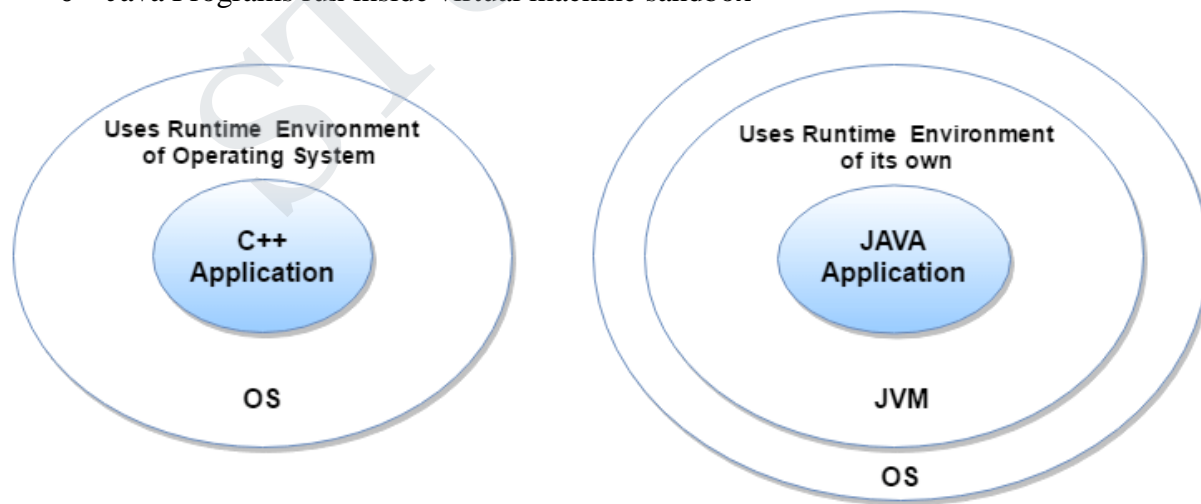 Java Programs run inside virtual machine sandbox
Uses Runtime Environment
of Operating System
C++
Application
OS
Uses Runtime Environment
of its own
JAVA
Application
JVM
OS